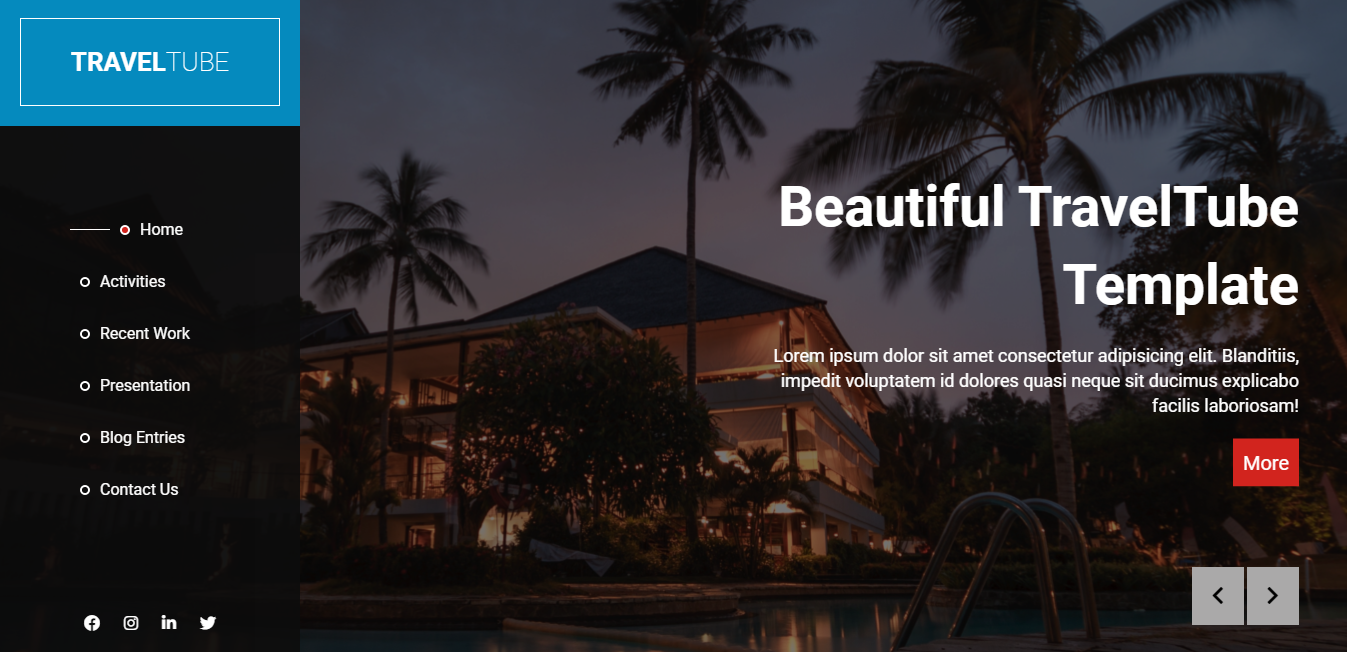 TRAVELTUBE
Home
Activities
Recent Work
Presentation
Blog Entries
Contact Us
Beautiful TravelTube
Template
Lorem ipsum dolor sit amet consectetur adipisicing elit. Blanditiis,
impedit voluptatem id dolores quasi neque sit ducimus explicabo
facilis laboriosam!
More